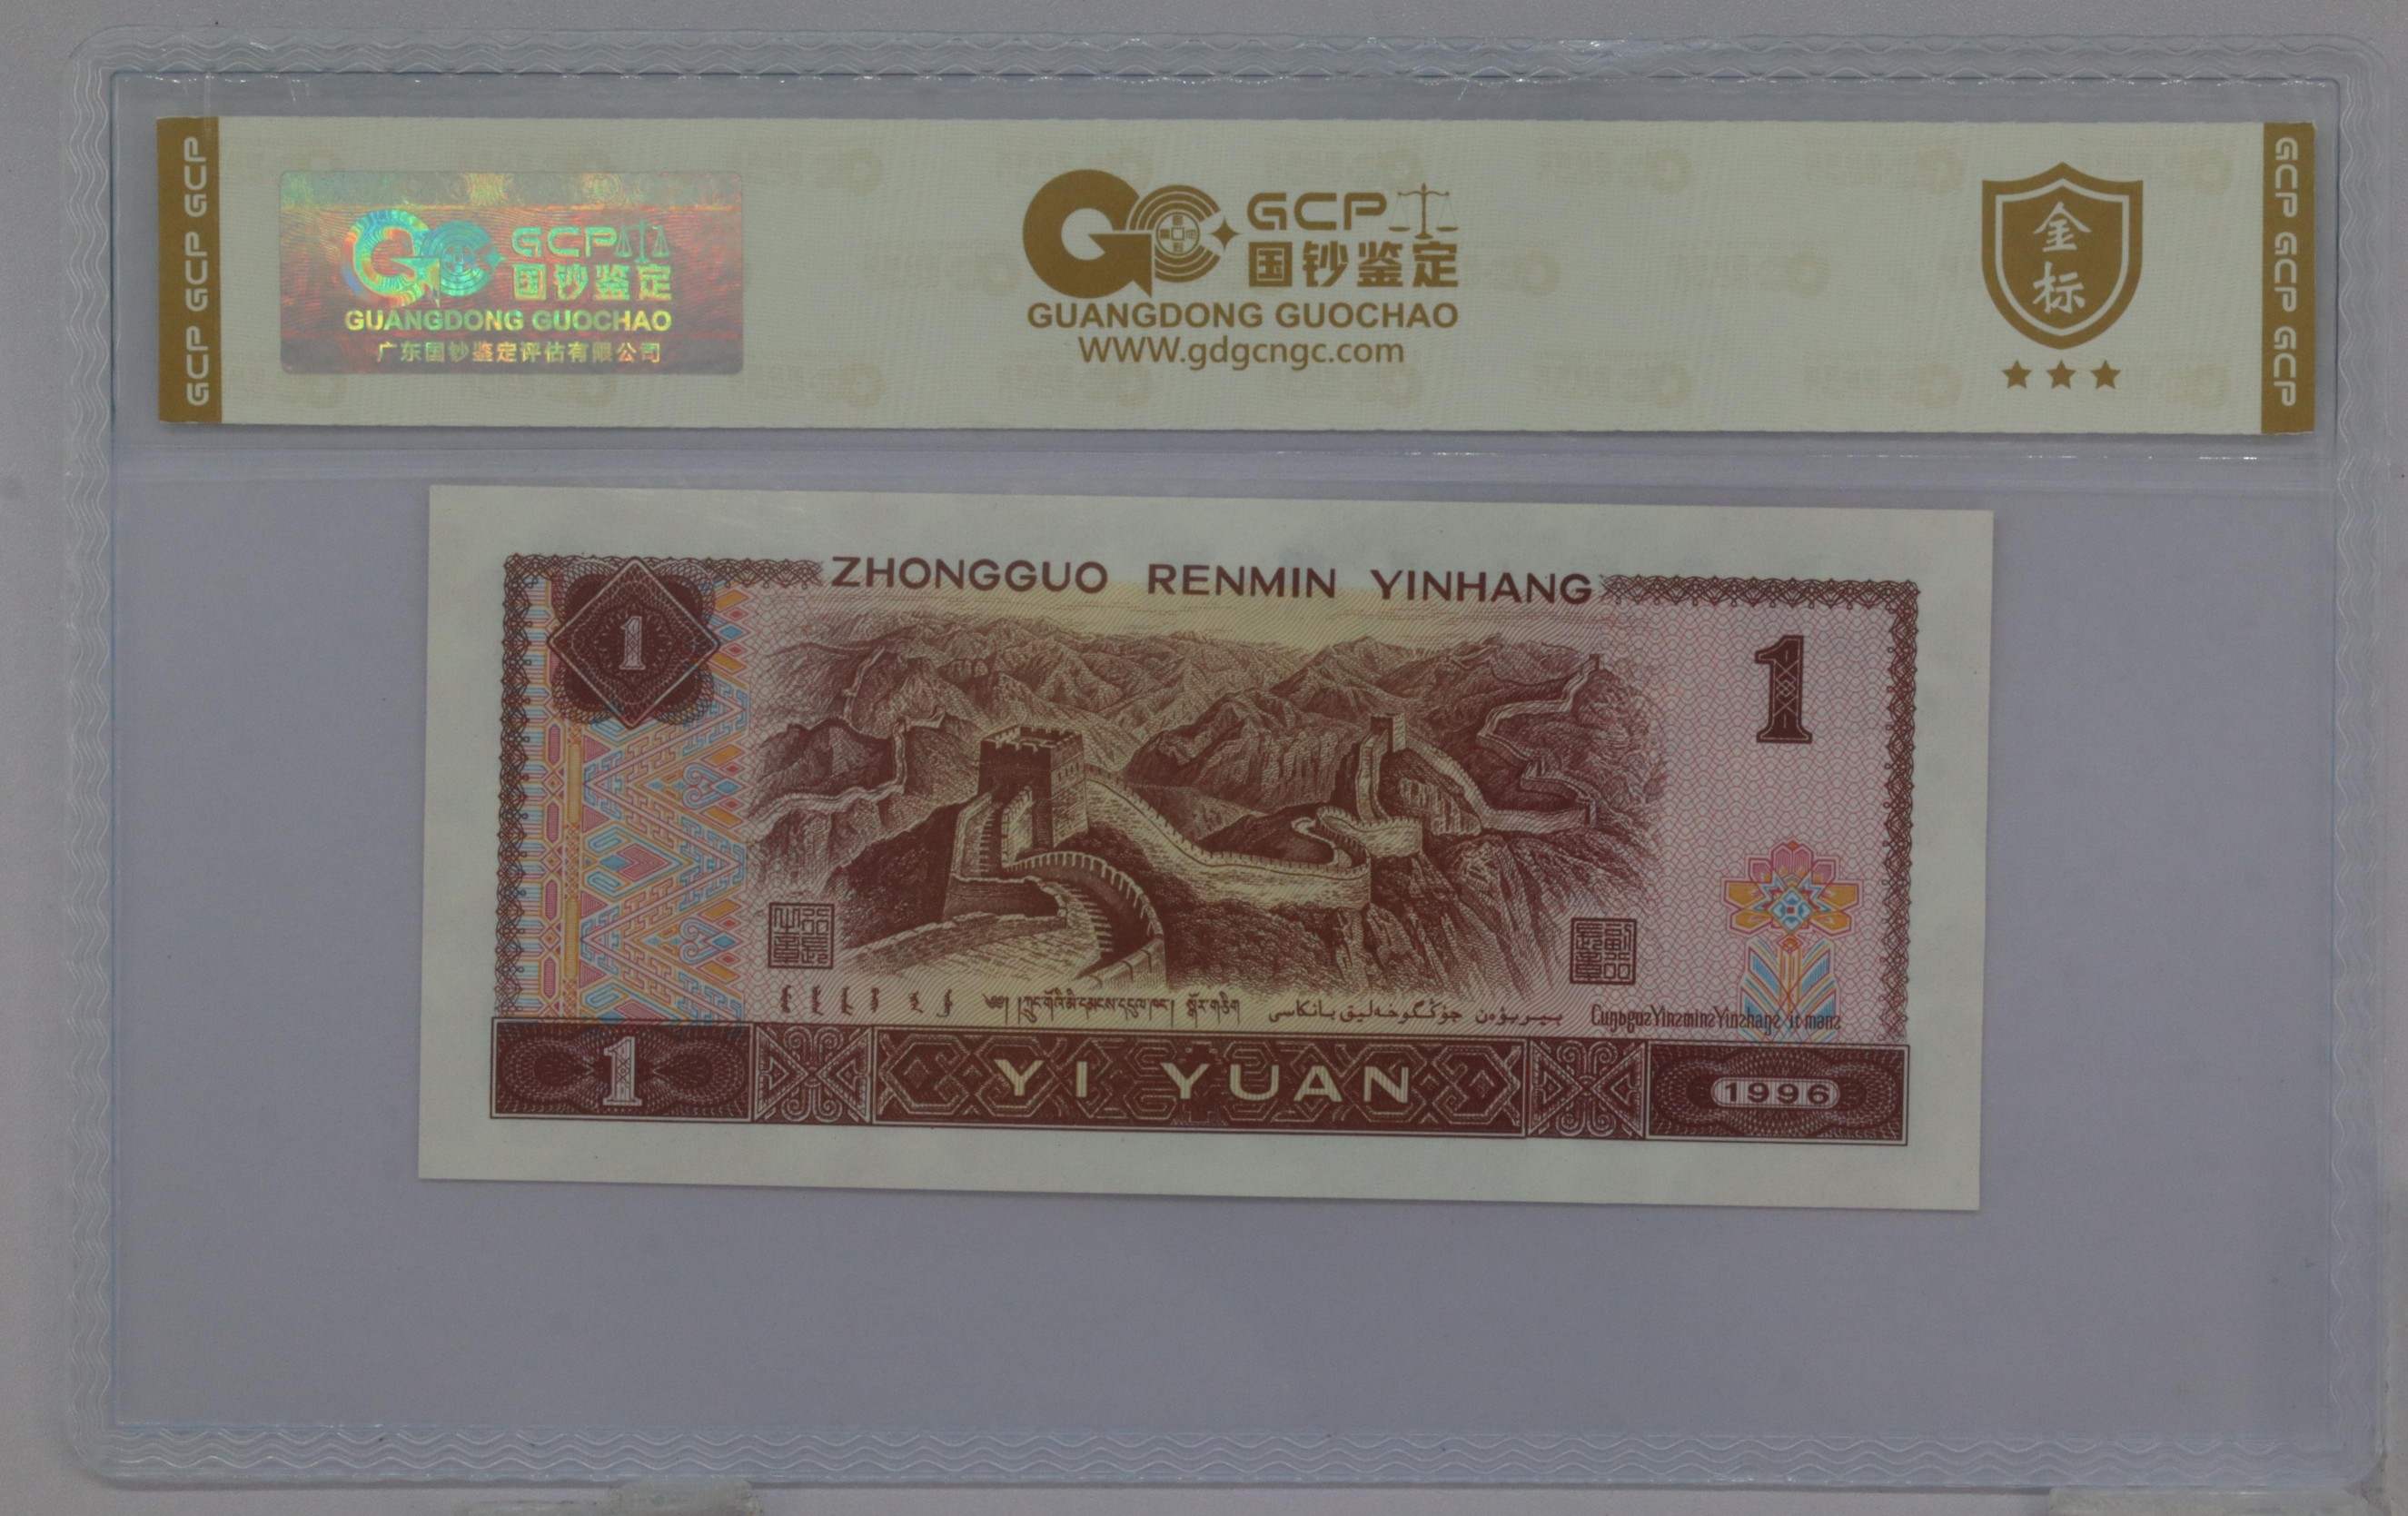 GCP GCP GCP
GCP
国钞鉴定
GUANGDONG GUOCHAO
广东国钞鉴定评估有限公司
GCP
国钞鉴定
GUANGDONG GUOCHAO
WWW.gdgcngc.com
金
标
GCP GCP GCP
ZHONGGUO RENMIN YINHANG
1
1
1
YI YUAN
1996